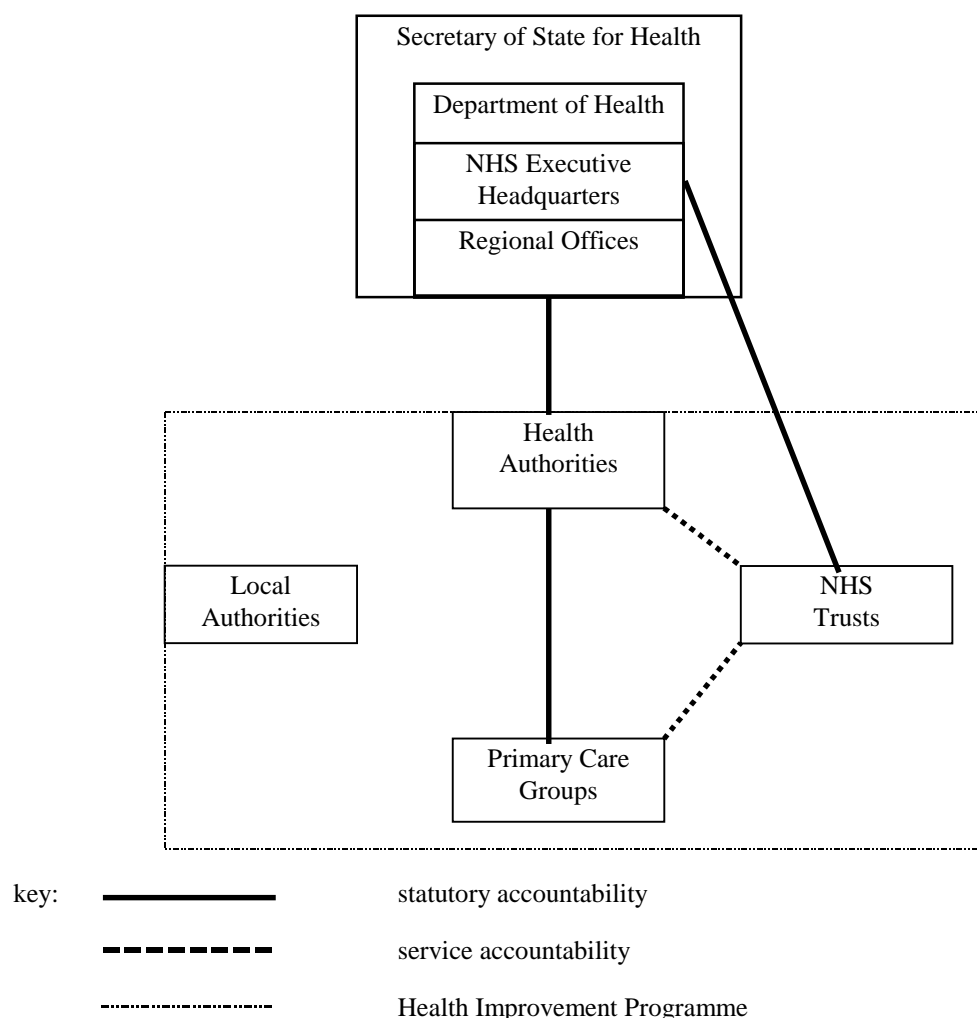 Secretary of State for Health
Department of Health
NHS Executive
Headquarters
Regional Offices
Health
Authorities
Local
Authorities
NHS
Trusts
Primary Care
Groups
key:
statutory accountability
service accountability
Health Improvement Programme